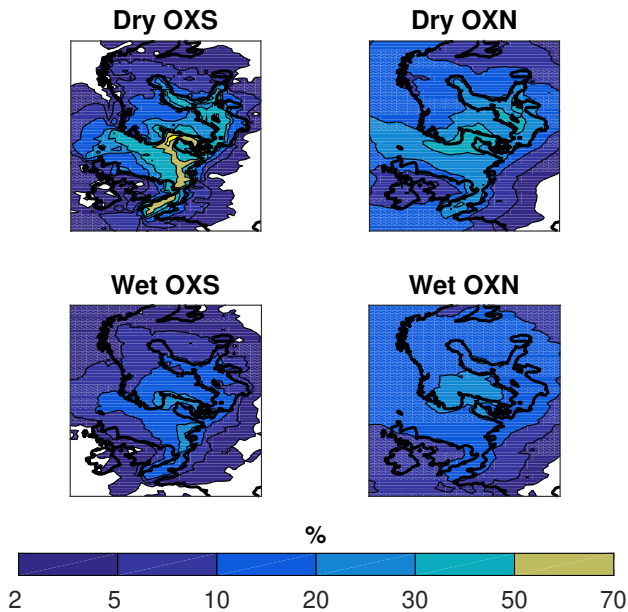 Dry OXS Dry OXN
Wet OXS Wet OXN
%
2 5 10 20 30 50 70